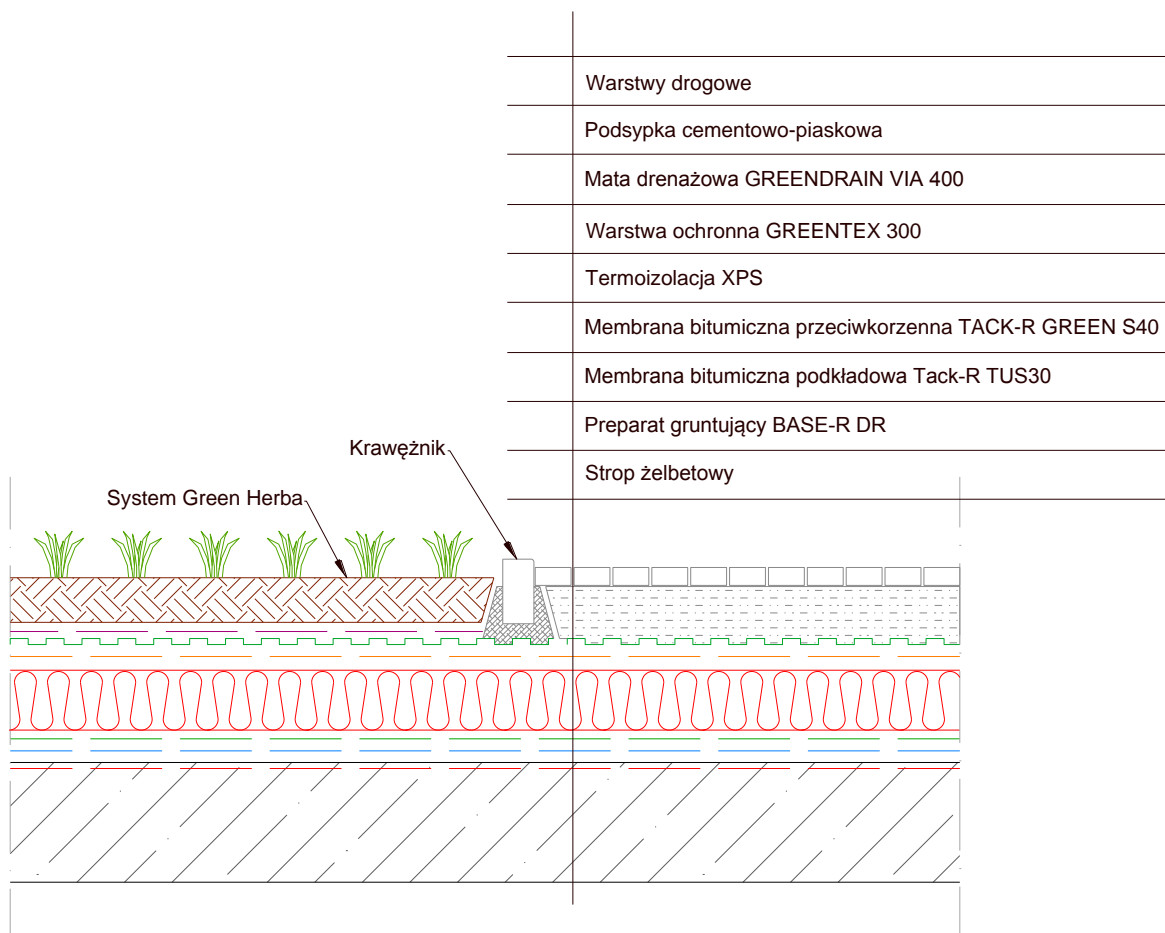 Warstwy drogowe
Podsypka cementowo-piaskowa
Mata drenażowa GREENDRAIN VIA 400
Warstwa ochronna GREENTEX 300
Termoizolacja XPS
Membrana bitumiczna przeciwkorzenna TACK-R GREEN S40
Membrana bitumiczna podkładowa Tack-R TUS30
Preparat gruntujący BASE-R DR
Strop żelbetowy
Krawężnik
System Green Herba